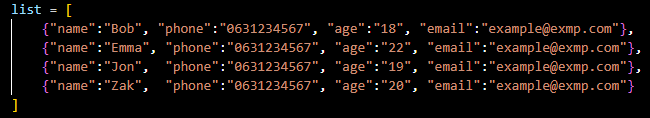 list = [
    {"name":"Bob", "phone":"0631234567", "age":"18", "email":"example@exmp.com"},
    {"name":"Emma", "phone":"0631234567", "age":"22", "email":"example@exmp.com"},
    {"name":"Jon", "phone":"0631234567", "age":"19", "email":"example@exmp.com"},
    {"name":"Zak", "phone":"0631234567", "age":"20", "email":"example@exmp.com"}
]